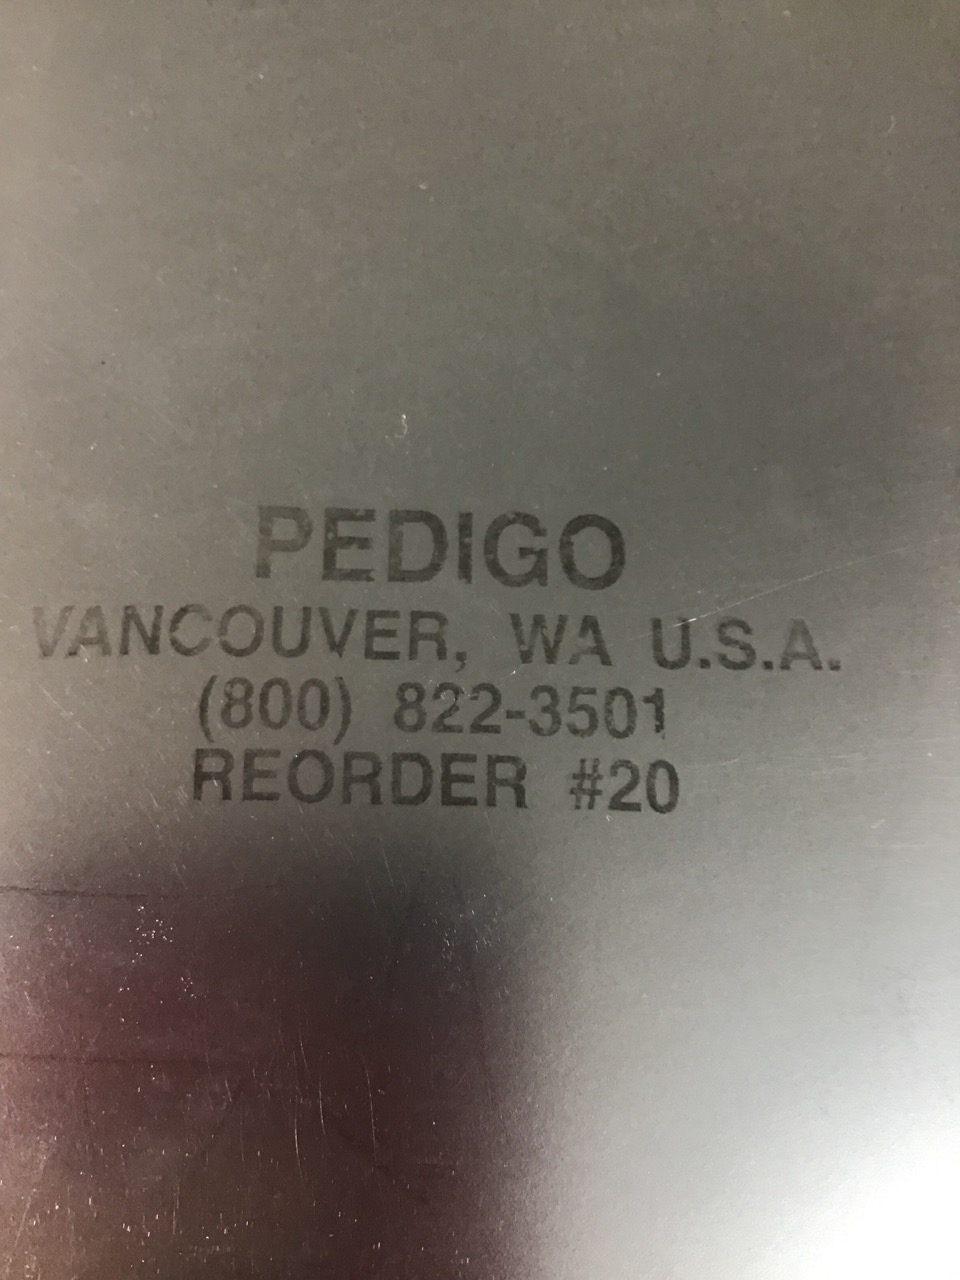 PEDIGO
VANCOUVER, WA U.S.A.
(800) 822-3501
REORDER #20